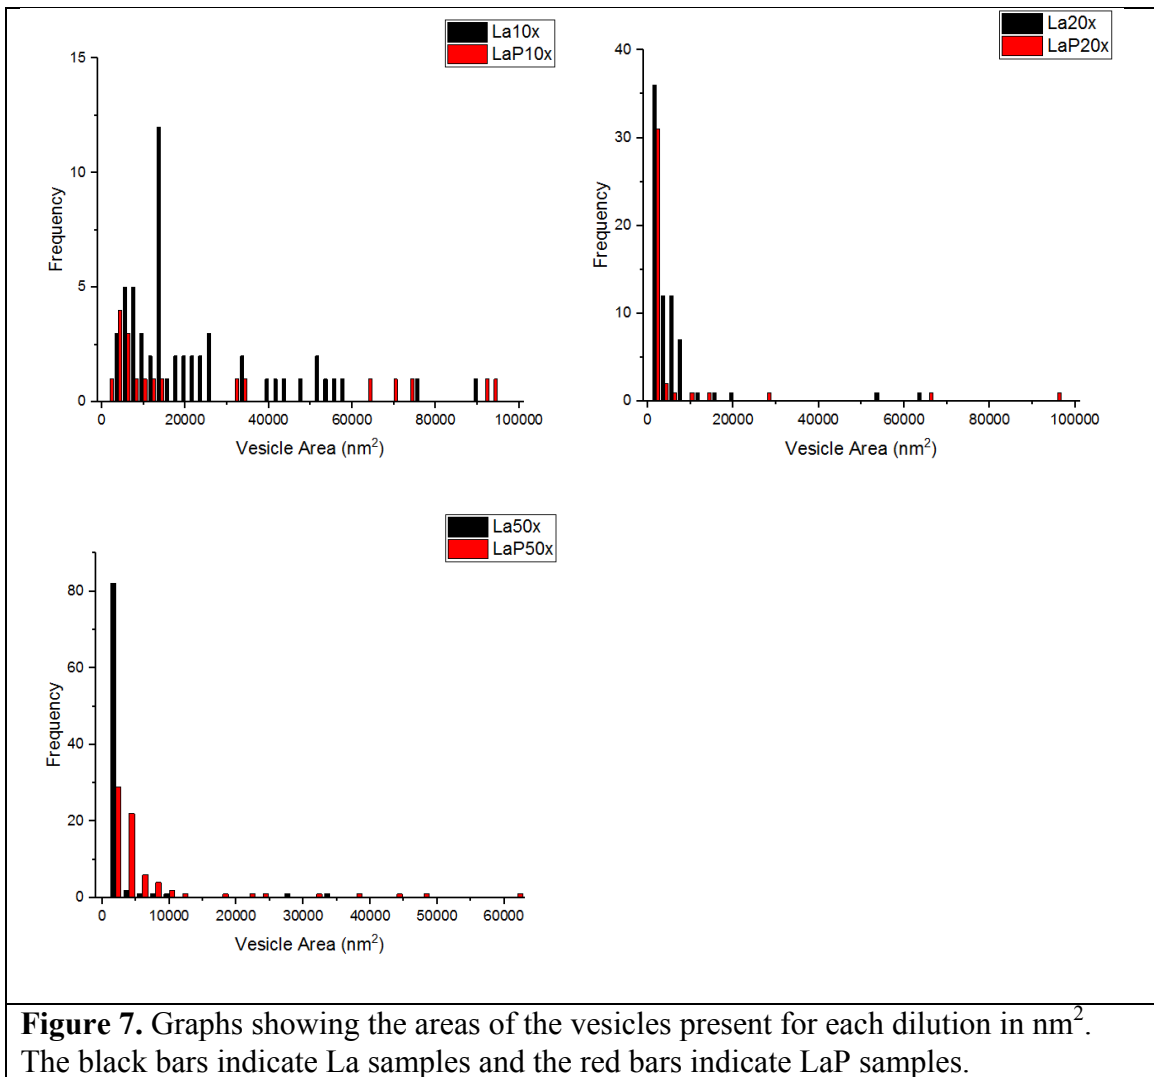 La10x
LaP10x
15
10
5
0
Frequency
0 20000 40000 60000 80000 100000
Vesicle Area (nm²)
La20x
LaP20x
40
30
20
10
0
Frequency
0 20000 40000 60000 80000 100000
Vesicle Area (nm²)
La50x
LaP50x
80
60
40
20
0
Frequency
0 10000 20000 30000 40000 50000 60000
Vesicle Area (nm²)
Figure 7. Graphs showing the areas of the vesicles present for each dilution in nm².
The black bars indicate La samples and the red bars indicate LaP samples.